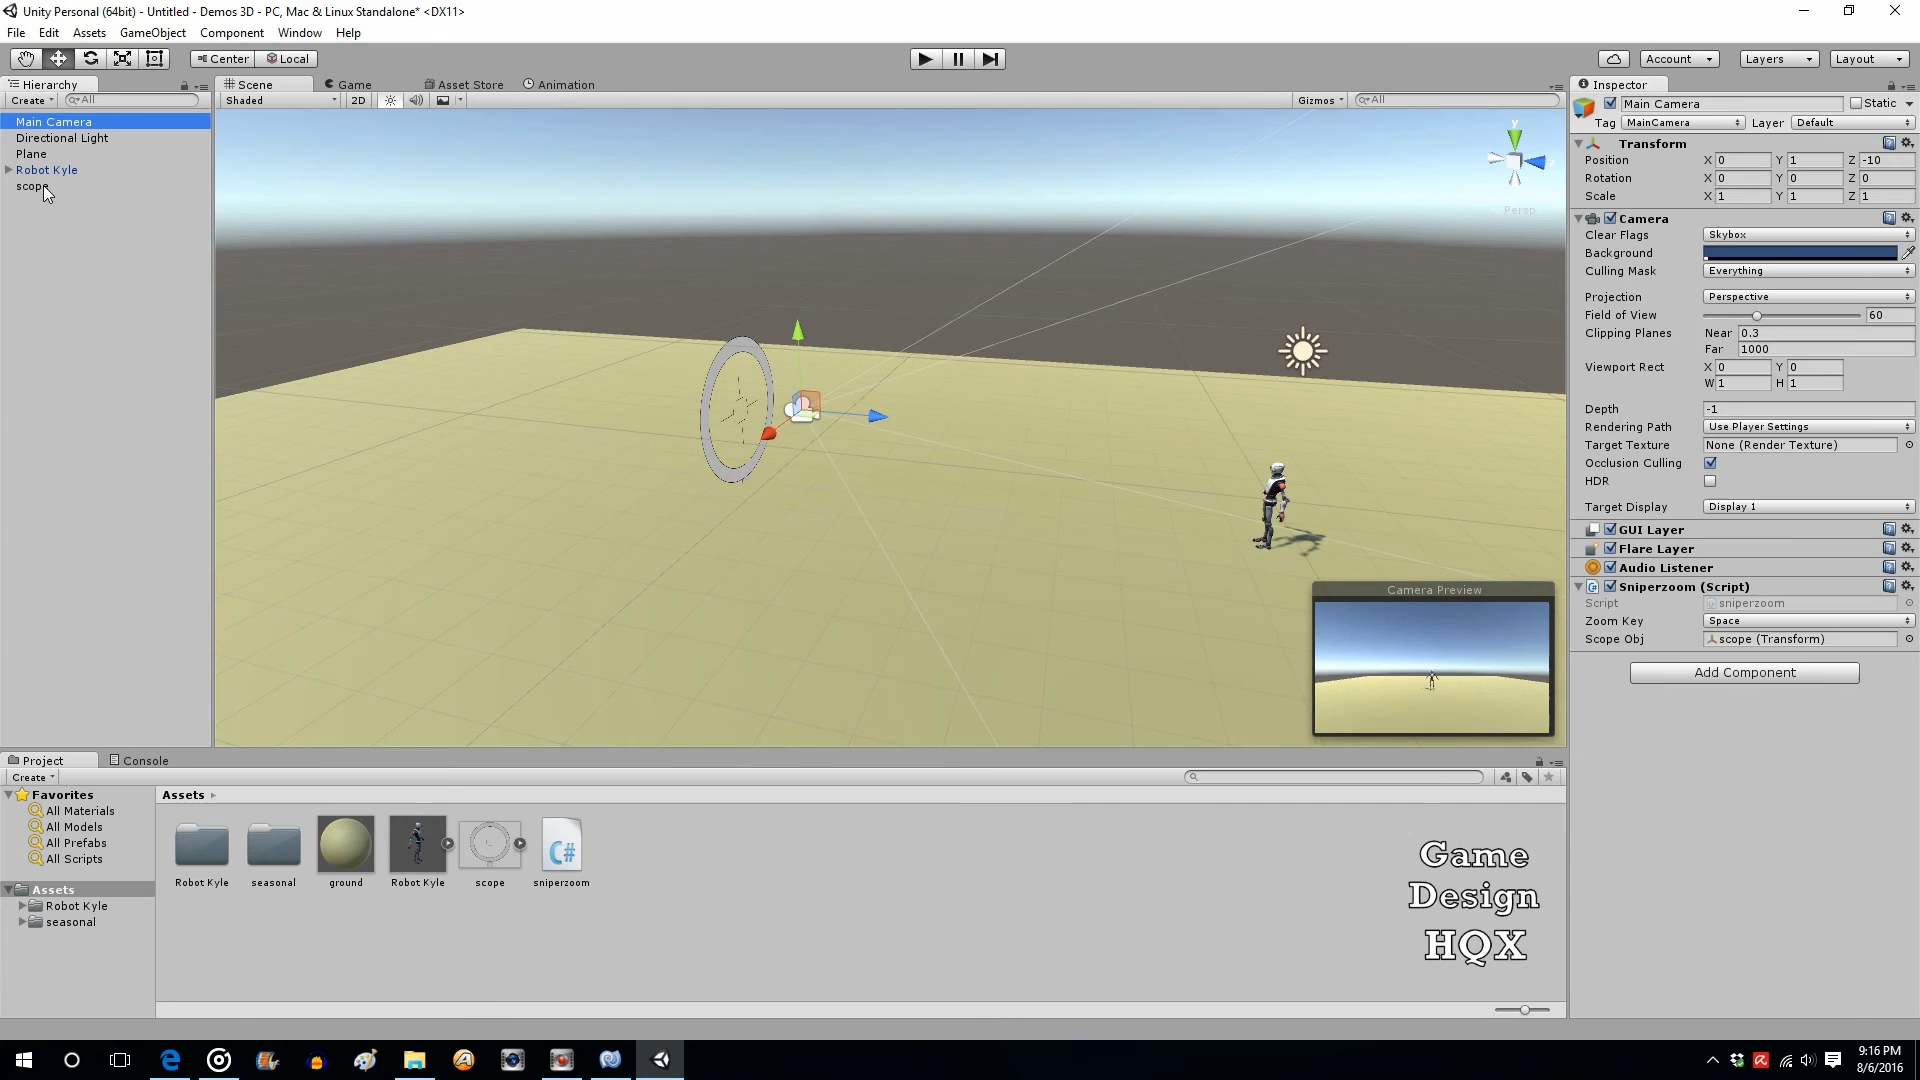 Unity Personal (64bit) - Untitled - Demos 3D - PC, Mac & Linux Standalone* <DX11>
File Edit Assets GameObject Component Window Help
Center Local Account Layers Layout
Hierarchy Scene Game Asset Store Animation Inspector
Create All Shaded 2D Gizmos All
Main Camera
Directional Light
Plane
Robot Kyle
scope
y
Persp
Main Camera Static
Tag MainCamera Layer Default
Transform
Position X 0 Y 1 Z -10
Rotation X 0 Y 0 Z 0
Scale X 1 Y 1 Z 1
Camera
Clear Flags Skybox
Background
Culling Mask Everything
Projection Perspective
Field of View 60
Clipping Planes Near 0.3
Far 1000
Viewport Rect X 0 Y 0
W 1 H 1
Depth -1
Rendering Path Use Player Settings
Target Texture None (Render Texture)
Occlusion Culling
HDR
Target Display Display 1
GUI Layer
Flare Layer
Audio Listener
Sniperzoom (Script)
Script sniperzoom
Zoom Key Space
Scope Obj scope (Transform)
Add Component
Camera Preview
Project Console
Create
Favorites
All Materials
All Models
All Prefabs
All Scripts
Assets
Robot Kyle
seasonal
Assets
C#
Robot Kyle seasonal ground Robot Kyle scope sniperzoom
Game
Design
HQX
9:16 PM
8/6/2016